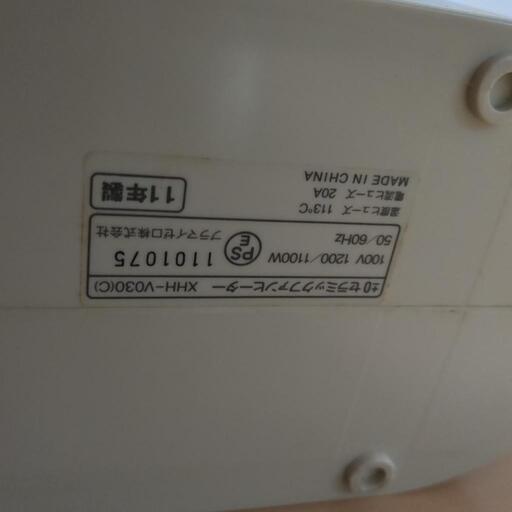 ±0セラミックファンヒーター XHH-V030(C)
100V 1200/1100W
50/60Hz
PS
E
1101075
プラマイゼロ株式会社
温度ヒューズ 113℃
電流ヒューズ 20A
MADE IN CHINA
11年製